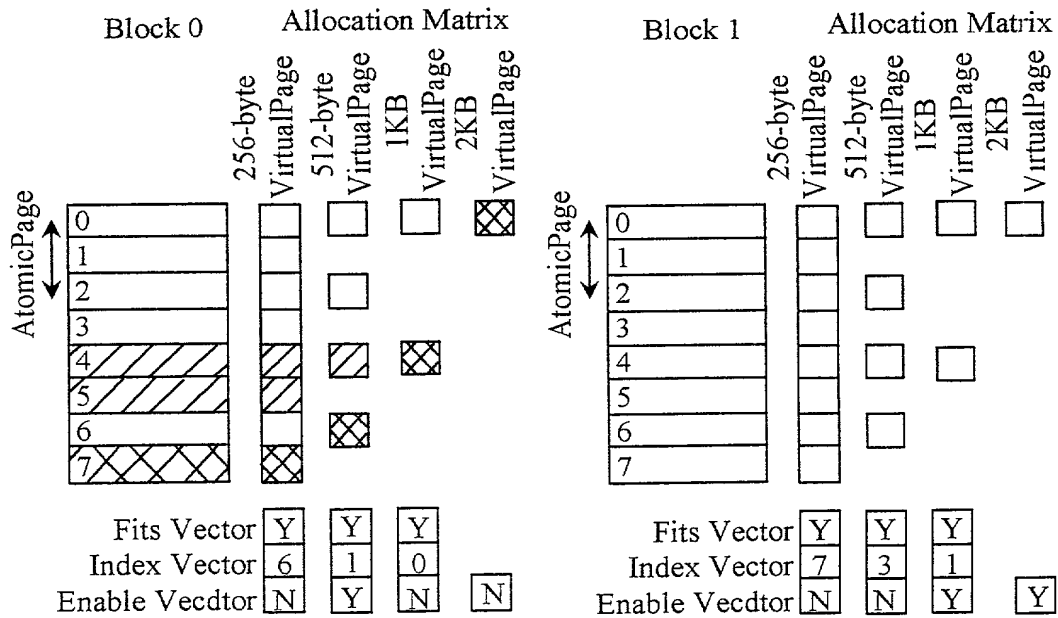 Block 0
Allocation Matrix
256-byte
VirtualPage
512-byte
VirtualPage
1KB
VirtualPage
2KB
VirtualPage
AtomicPage
0
1
2
3
4
5
6
7
Fits Vector Y Y Y
Index Vector 6 1 0
Enable Vecdtor N Y N N
Block 1
Allocation Matrix
256-byte
VirtualPage
512-byte
VirtualPage
1KB
VirtualPage
2KB
VirtualPage
AtomicPage
0
1
2
3
4
5
6
7
Fits Vector Y Y Y
Index Vector 7 3 1
Enable Vecdtor N N Y Y